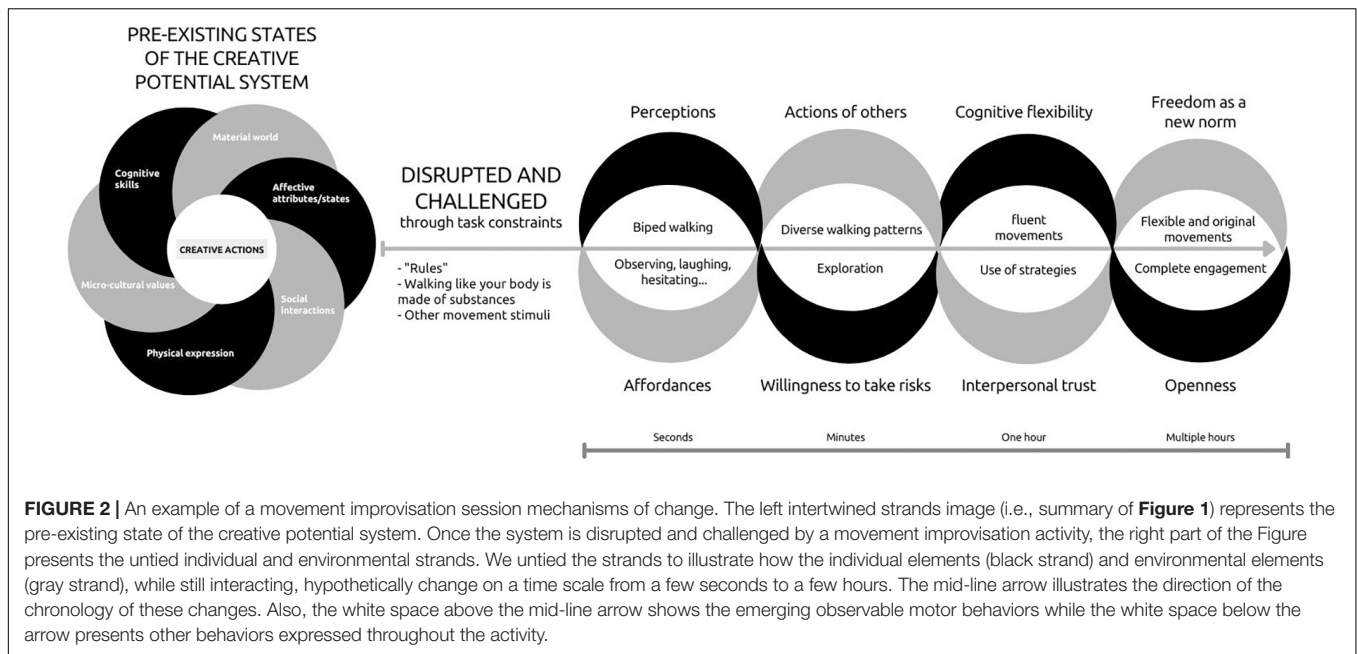 PRE-EXISTING STATES
OF THE CREATIVE
POTENTIAL SYSTEM
Material world
Cognitive
skills
Affective
attributes/states
CREATIVE ACTIONS
Micro-cultural values
Social
interactions
Physical expression
DISRUPTED AND
CHALLENGED
through task constraints
- "Rules"
- Walking like your body is
made of substances
- Other movement stimuli
Perceptions
Biped walking
Observing, laughing,
hesitating...
Affordances
Actions of others
Diverse walking patterns
Exploration
Willingness to take risks
Cognitive flexibility
fluent
movements
Use of strategies
Interpersonal trust
Freedom as a
new norm
Flexible and original
movements
Complete engagement
Openness
Seconds
Minutes
One hour
Multiple hours
FIGURE 2 | An example of a movement improvisation session mechanisms of change. The left intertwined strands image (i.e., summary of Figure 1) represents the
pre-existing state of the creative potential system. Once the system is disrupted and challenged by a movement improvisation activity, the right part of the Figure
presents the untied individual and environmental strands. We untied the strands to illustrate how the individual elements (black strand) and environmental elements
(gray strand), while still interacting, hypothetically change on a time scale from a few seconds to a few hours. The mid-line arrow illustrates the direction of the
chronology of these changes. Also, the white space above the mid-line arrow shows the emerging observable motor behaviors while the white space below the
arrow presents other behaviors expressed throughout the activity.